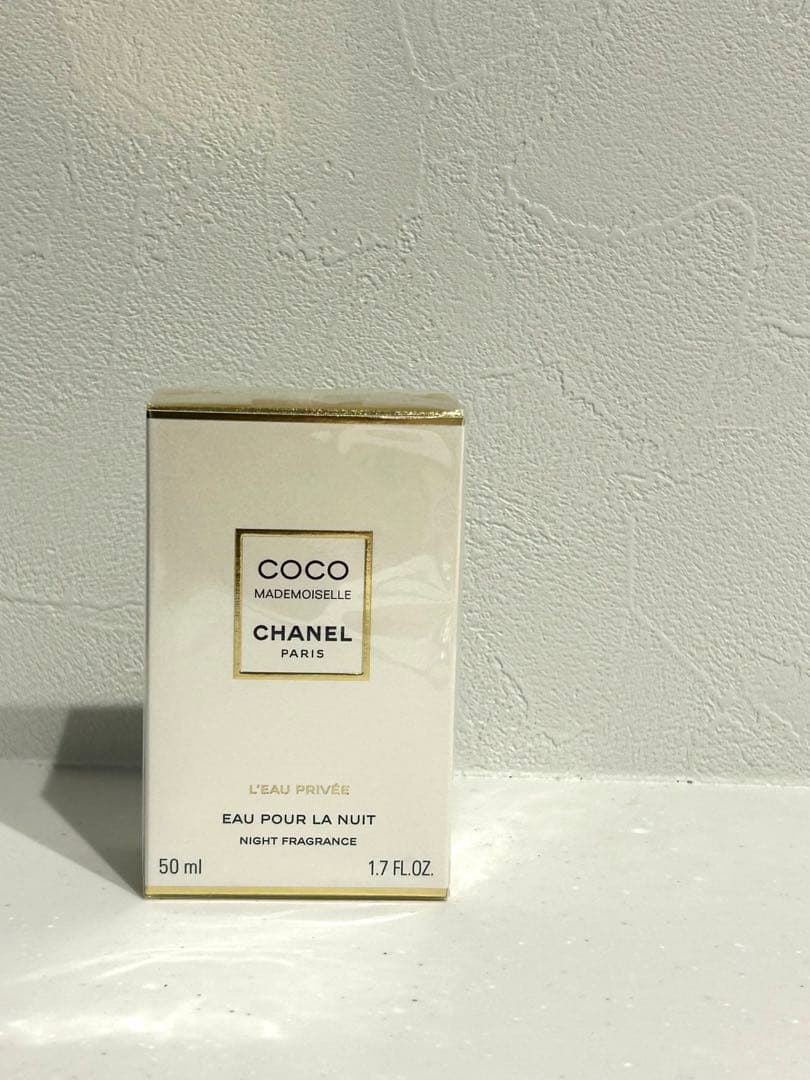 COCO
MADEMOISELLE
CHANEL
PARIS
L'EAU PRIVÉE
EAU POUR LA NUIT
NIGHT FRAGRANCE
50 ml 1.7 FL.OZ.